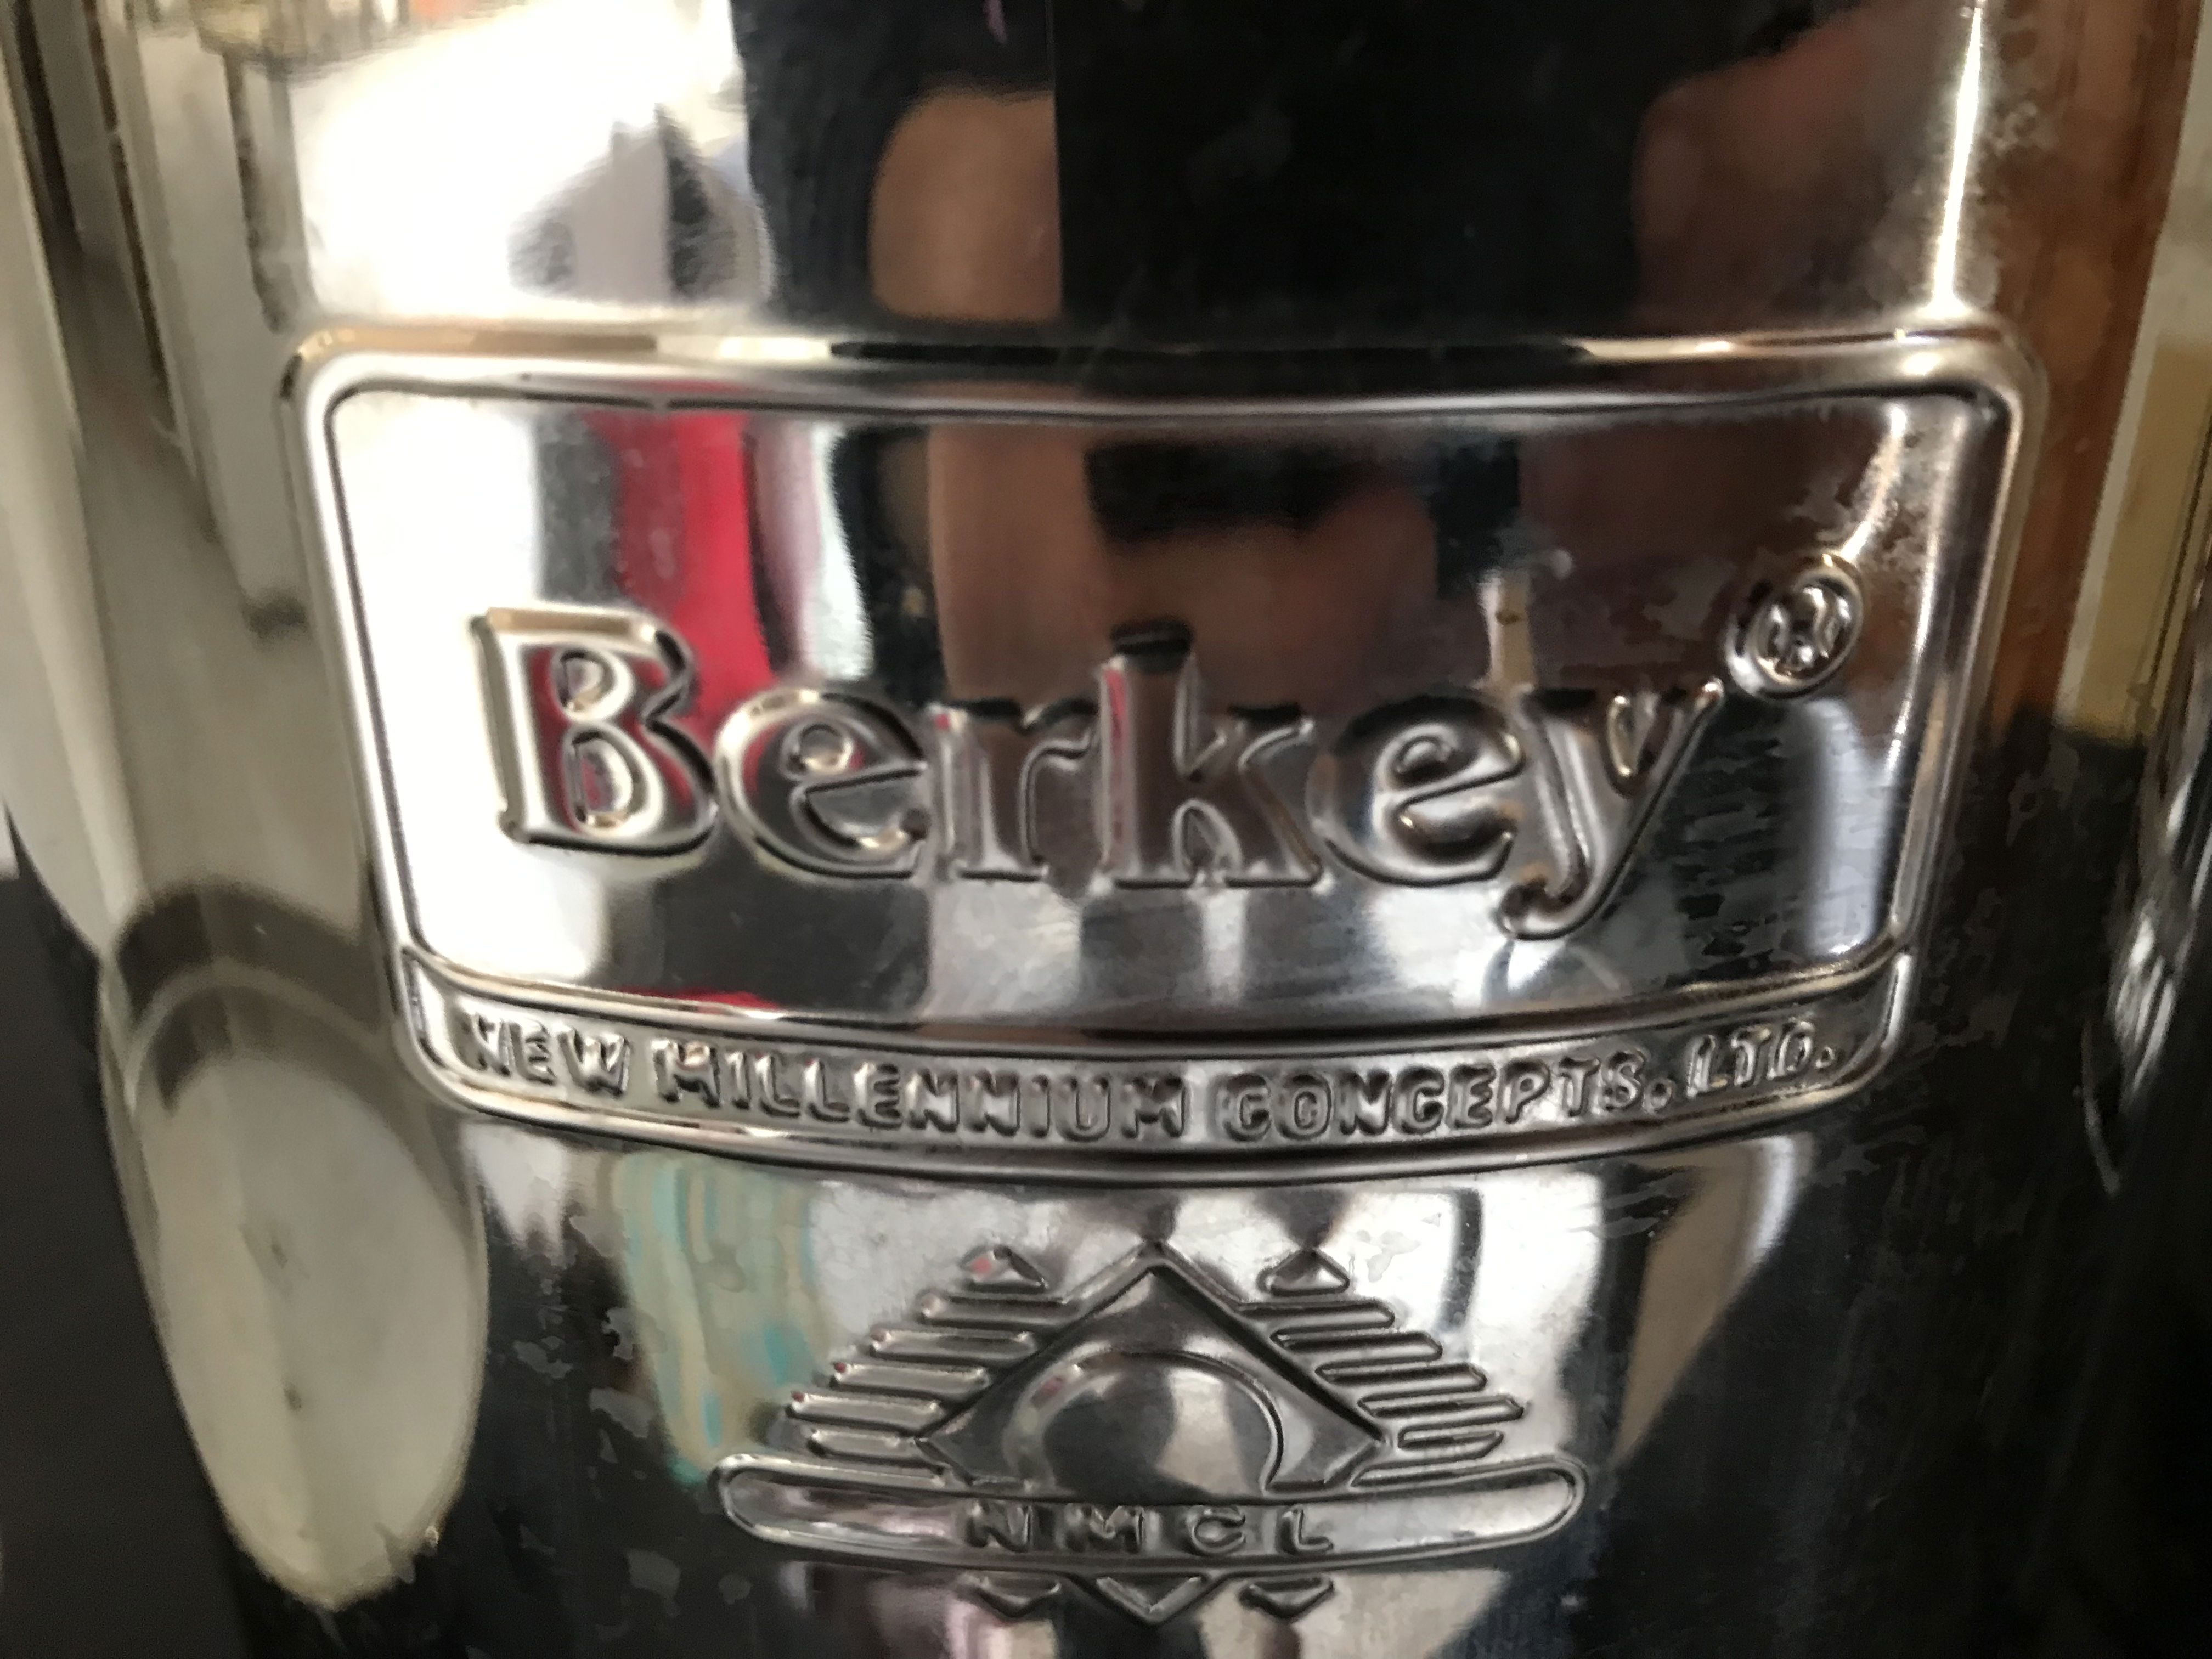 Berkey®
NEW MILLENNIUM CONCEPTS, LTD.
NMCL